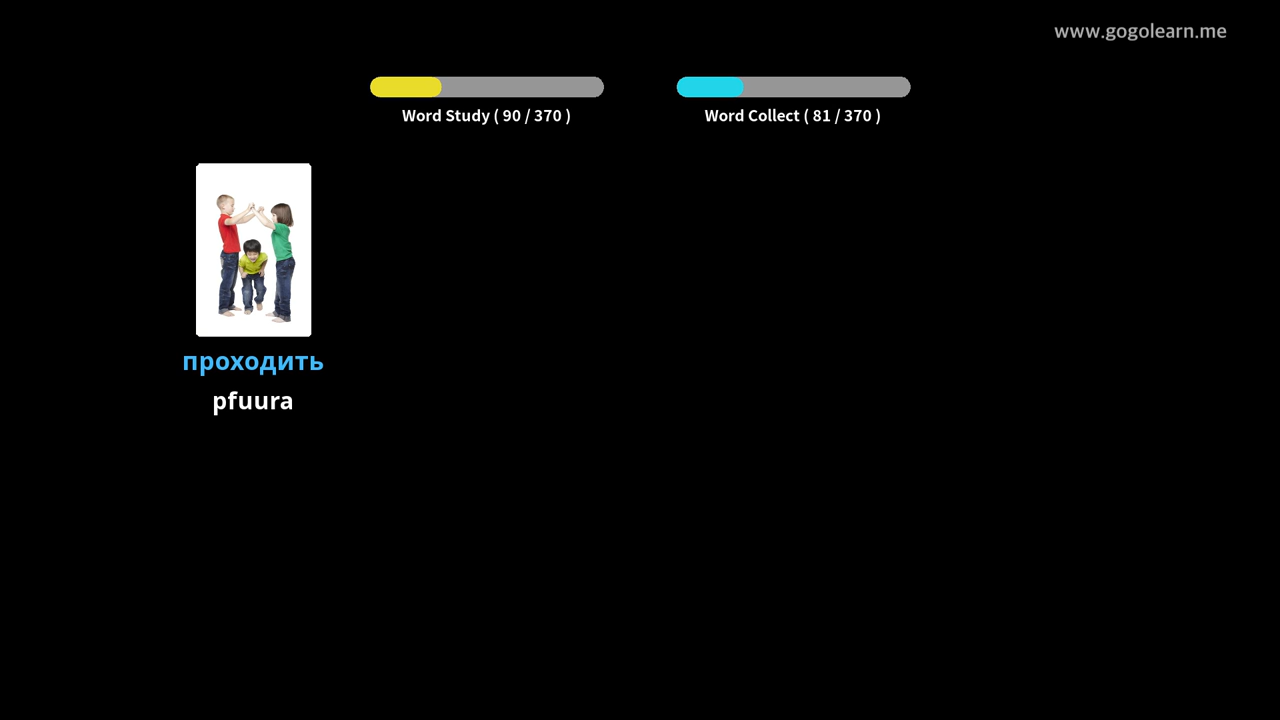 www.gogolearn.me
Word Study ( 90 / 370 )
Word Collect ( 81 / 370 )
проходить
pfuura